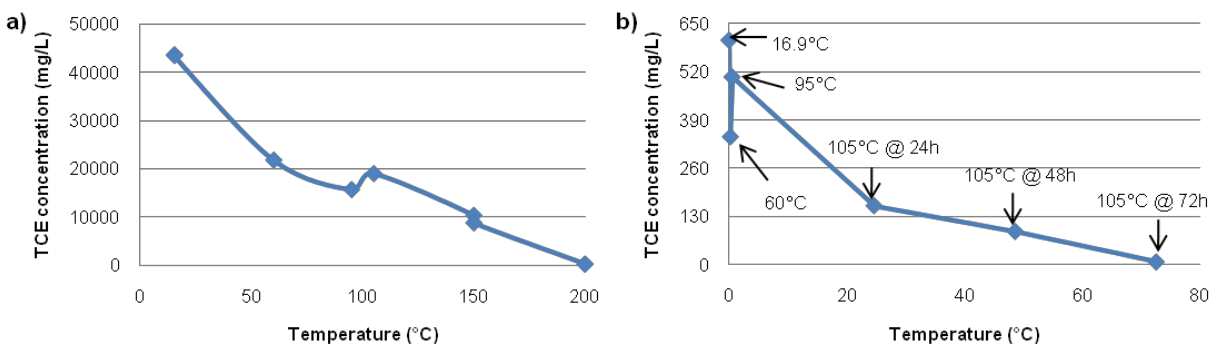 a)
TCE concentration (mg/L)
50000
40000
30000
20000
10000
0
0
50
100
150
200
Temperature (°C)
b)
TCE concentration (mg/L)
650
520
390
260
130
0
16.9°C
95°C
60°C
105°C @ 24h
105°C @ 48h
105°C @ 72h
0
20
40
60
80
Temperature (°C)